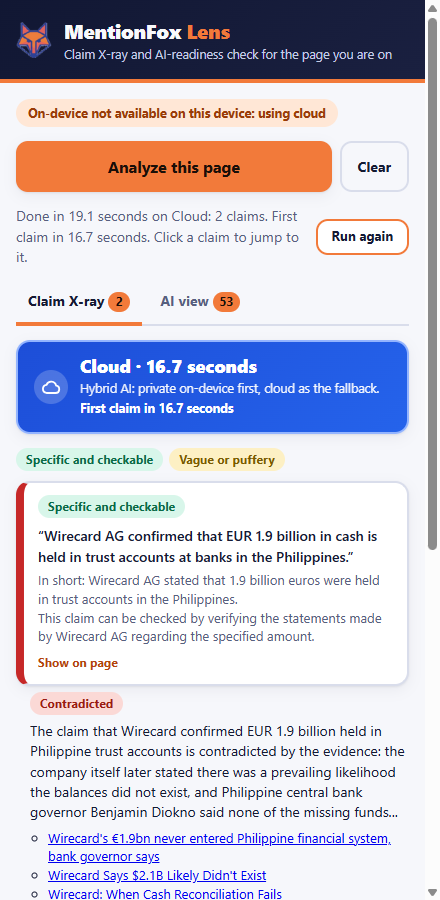 MentionFox Lens
Claim X-ray and AI-readiness check for the page you are on
On-device not available on this device: using cloud
Analyze this page
Clear
Done in 19.1 seconds on Cloud: 2 claims. First
claim in 16.7 seconds. Click a claim to jump to
it.
Run again
Claim X-ray 2
AI view 53
Cloud · 16.7 seconds
Hybrid AI: private on-device first, cloud as the fallback.
First claim in 16.7 seconds
Specific and checkable
Vague or puffery
Specific and checkable
“Wirecard AG confirmed that EUR 1.9 billion in cash is
held in trust accounts at banks in the Philippines.”
In short: Wirecard AG stated that 1.9 billion euros were held
in trust accounts in the Philippines.
This claim can be checked by verifying the statements made
by Wirecard AG regarding the specified amount.
Show on page
Contradicted
The claim that Wirecard confirmed EUR 1.9 billion held in
Philippine trust accounts is contradicted by the evidence: the
company itself later stated there was a prevailing likelihood
the balances did not exist, and Philippine central bank
governor Benjamin Diokno said none of the missing funds...
Wirecard's €1.9bn never entered Philippine financial system,
bank governor says
Wirecard Says $2.1B Likely Didn't Exist
Wirecard: When Cash Reconciliation Fails